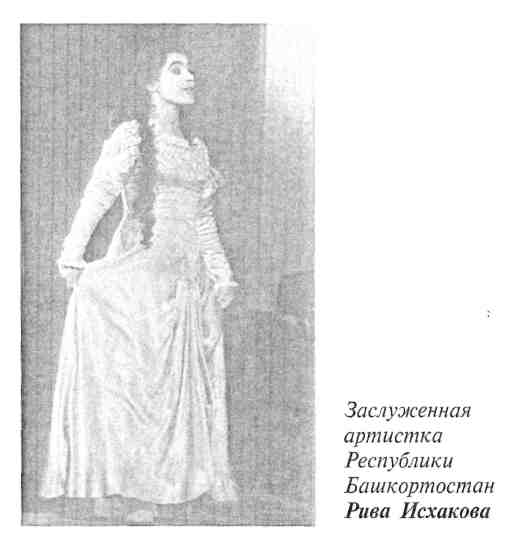 Заслуженная
артистка
Республики
Башкортостан
Рива Исхакова